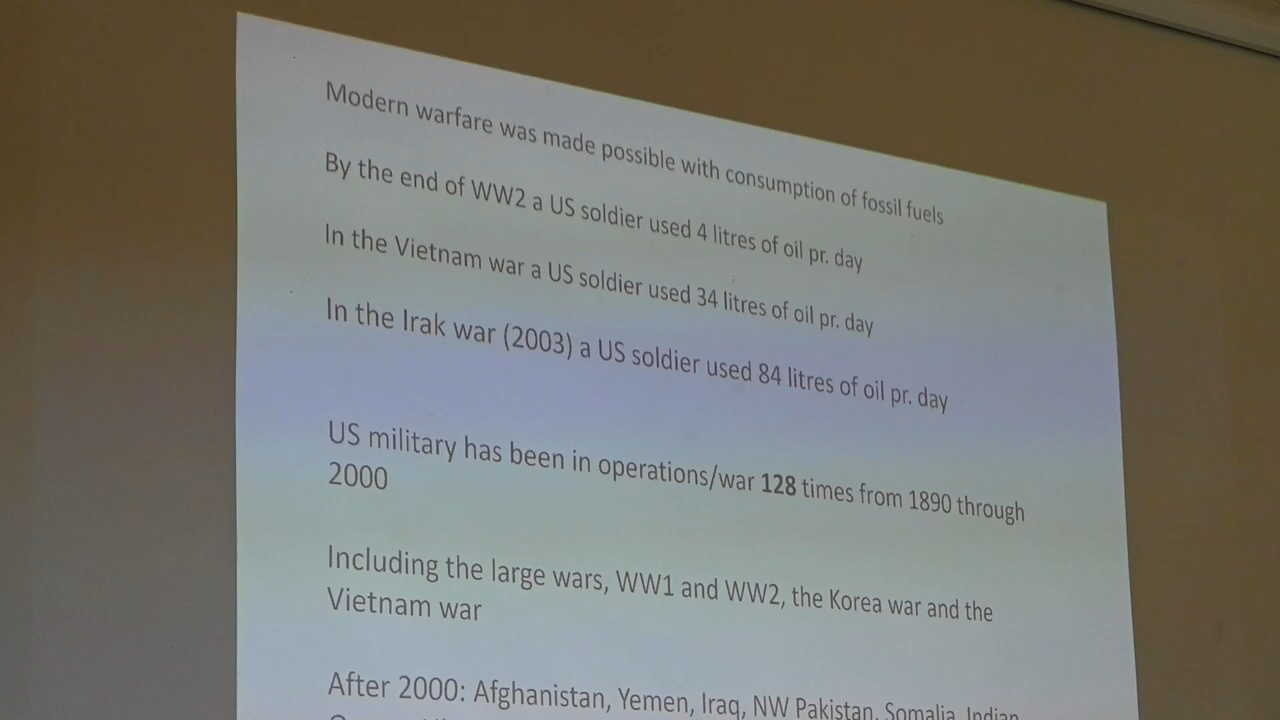 Modern warfare was made possible with consumption of fossil fuels
By the end of WW2 a US soldier used 4 litres of oil pr. day
In the Vietnam war a US soldier used 34 litres of oil pr. day
In the Irak war (2003) a US soldier used 84 litres of oil pr. day
US military has been in operations/war 128 times from 1890 through
2000
Including the large wars, WW1 and WW2, the Korea war and the
Vietnam war
After 2000: Afghanistan, Yemen, Iraq, NW Pakistan, Somalia, Indian